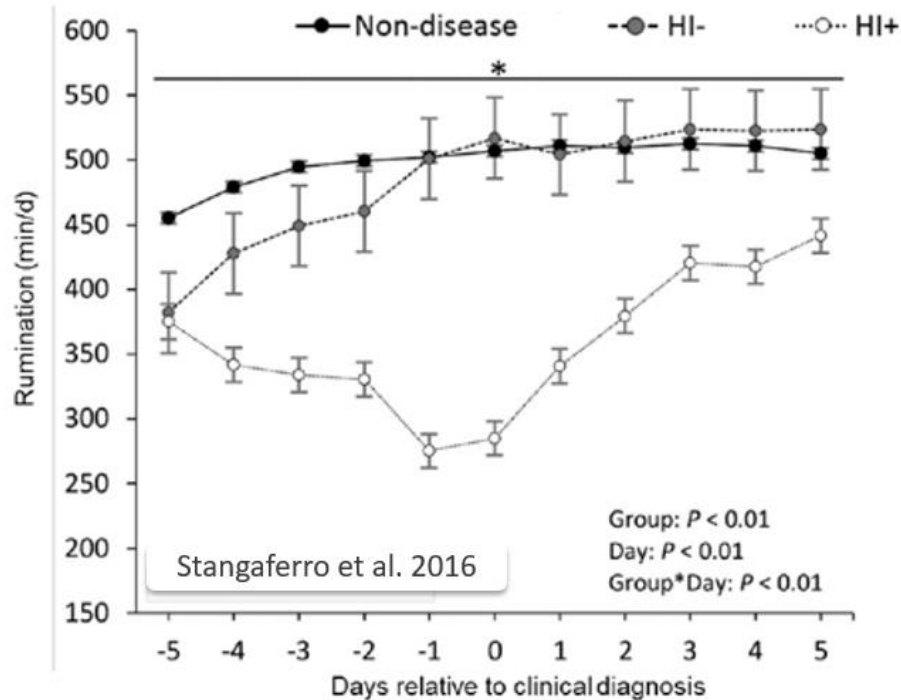 Non-disease HI- HI+
*
600
550
500
450
400
350
300
250
200
150
Rumination (min/d)
Group: P < 0.01
Day: P < 0.01
Group*Day: P < 0.01
Stangaferro et al. 2016
-5 -4 -3 -2 -1 0 1 2 3 4 5
Days relative to clinical diagnosis